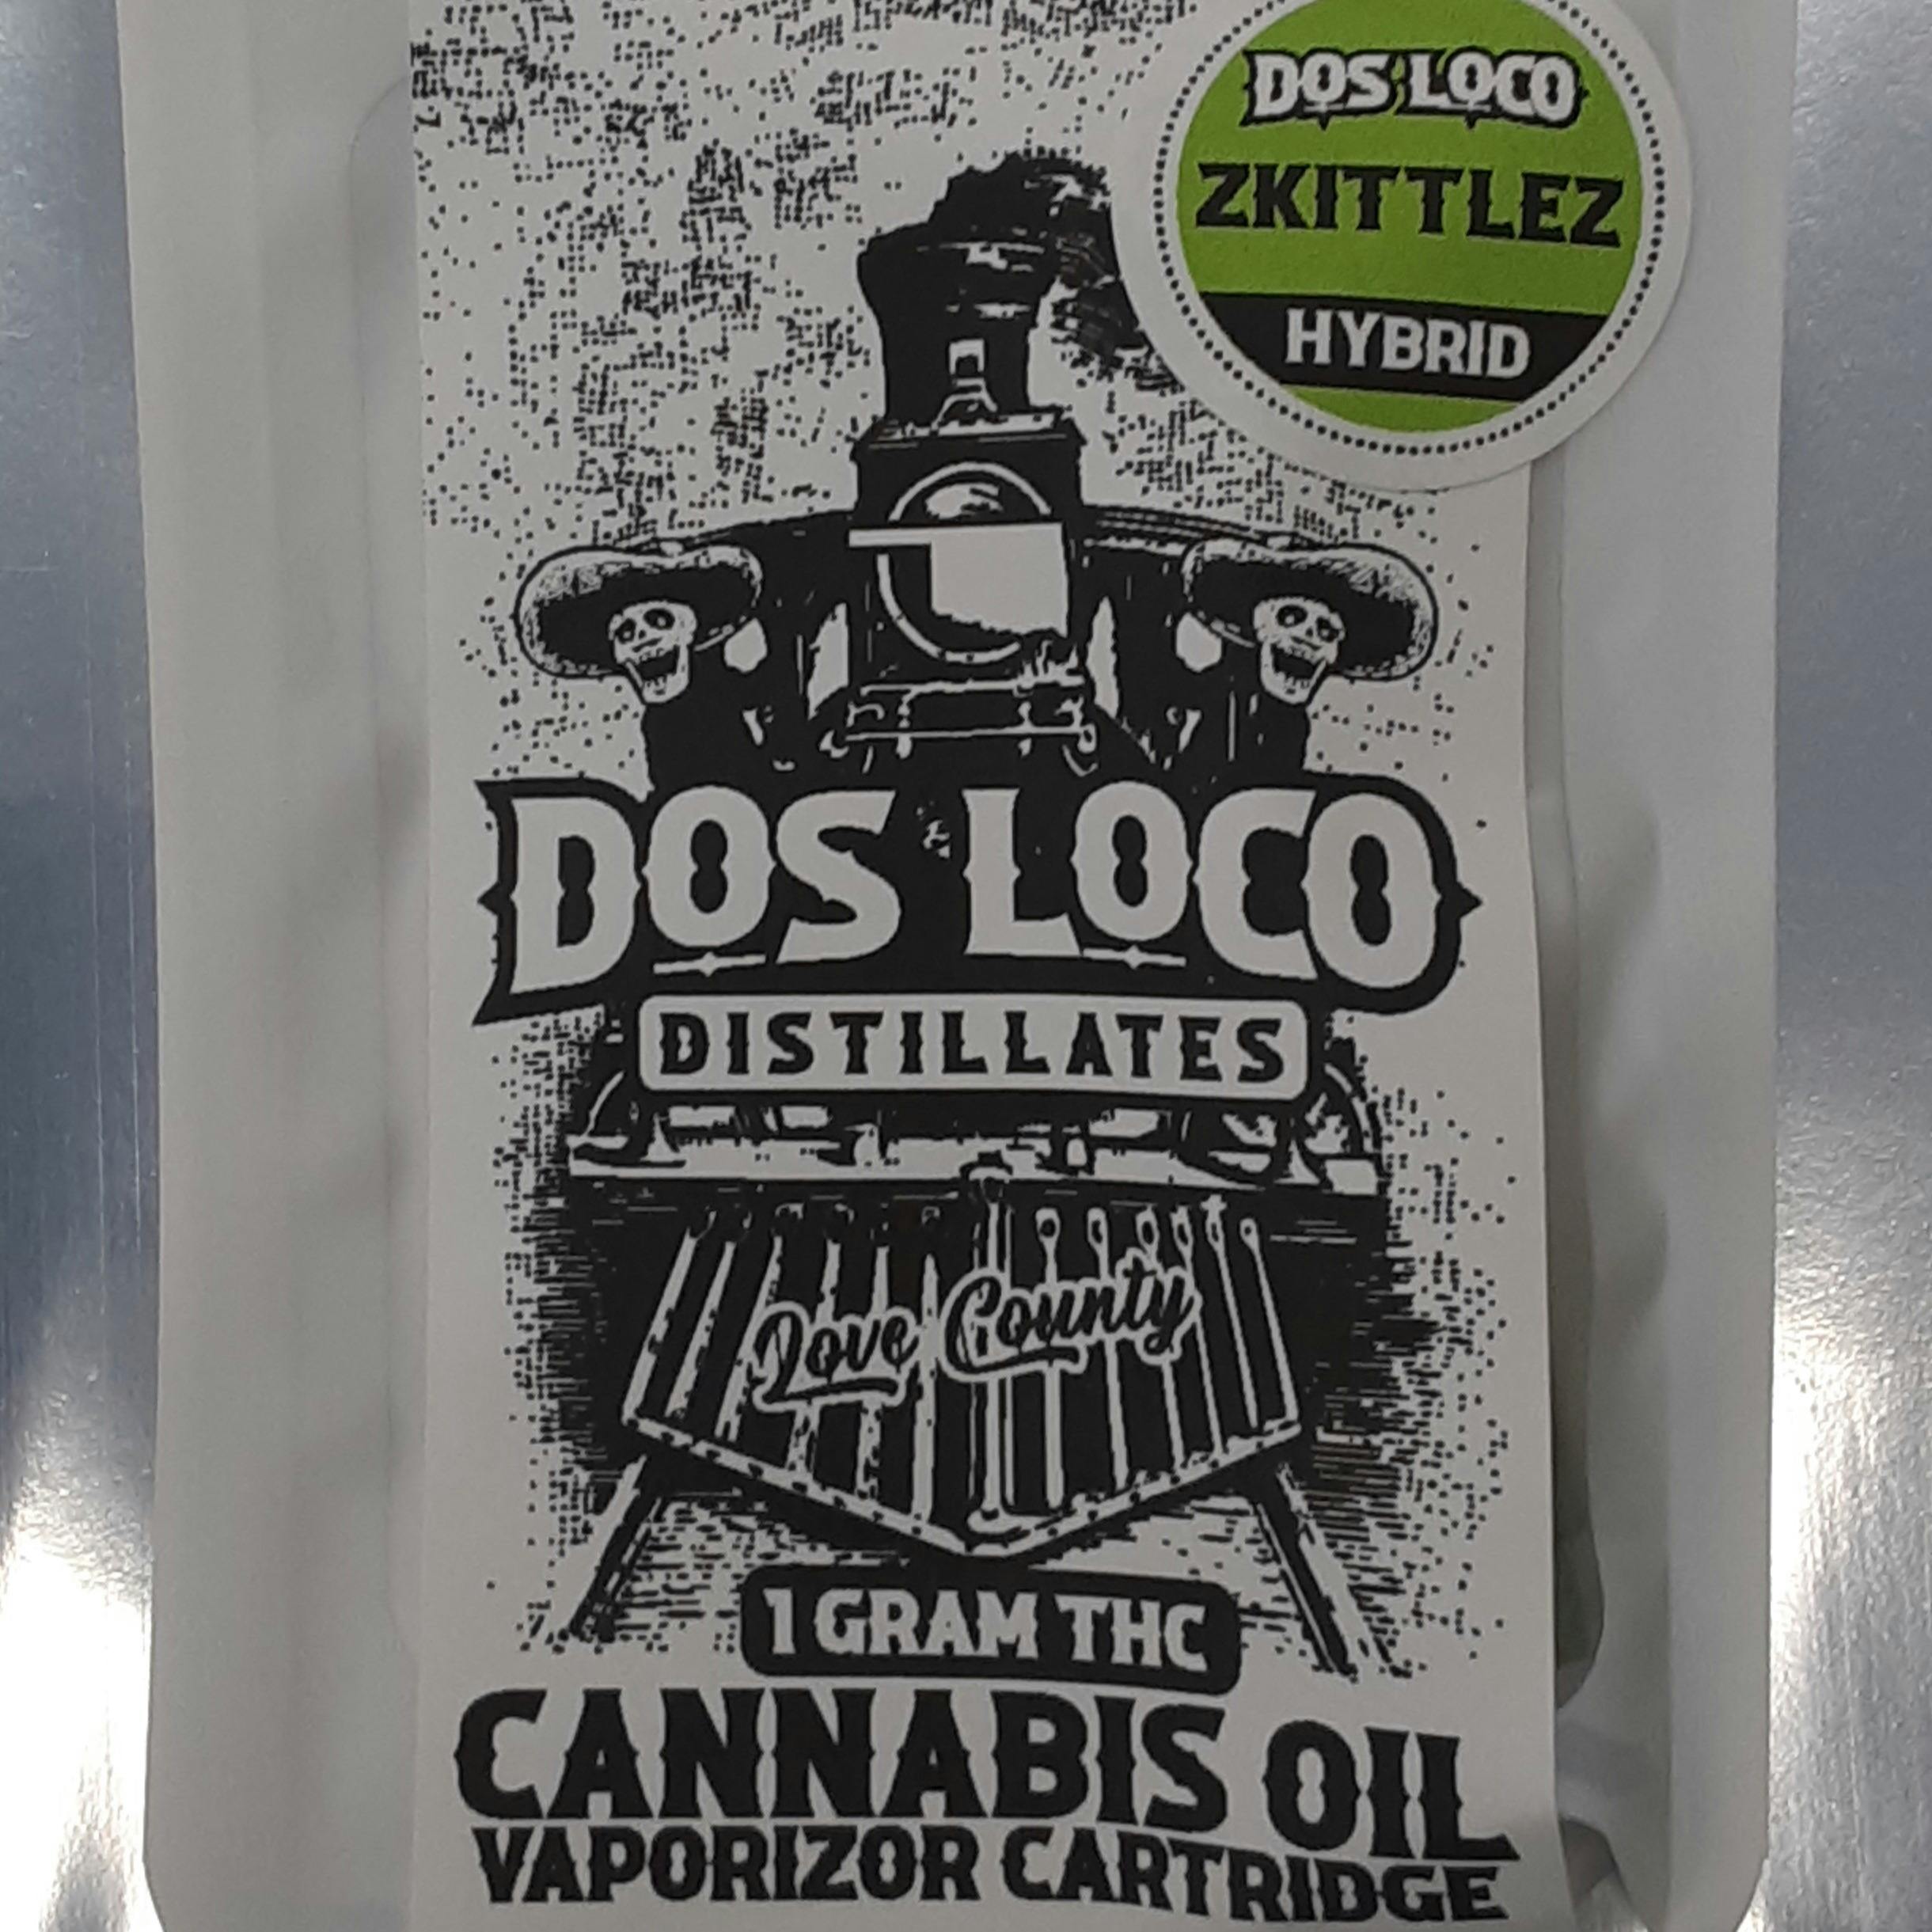 DOS LOCO
ZKITTLEZ
HYBRID
DOS LOCO
DISTILLATES
Love County
1 GRAM THC
CANNABIS OIL
VAPORIZOR CARTRIDGE